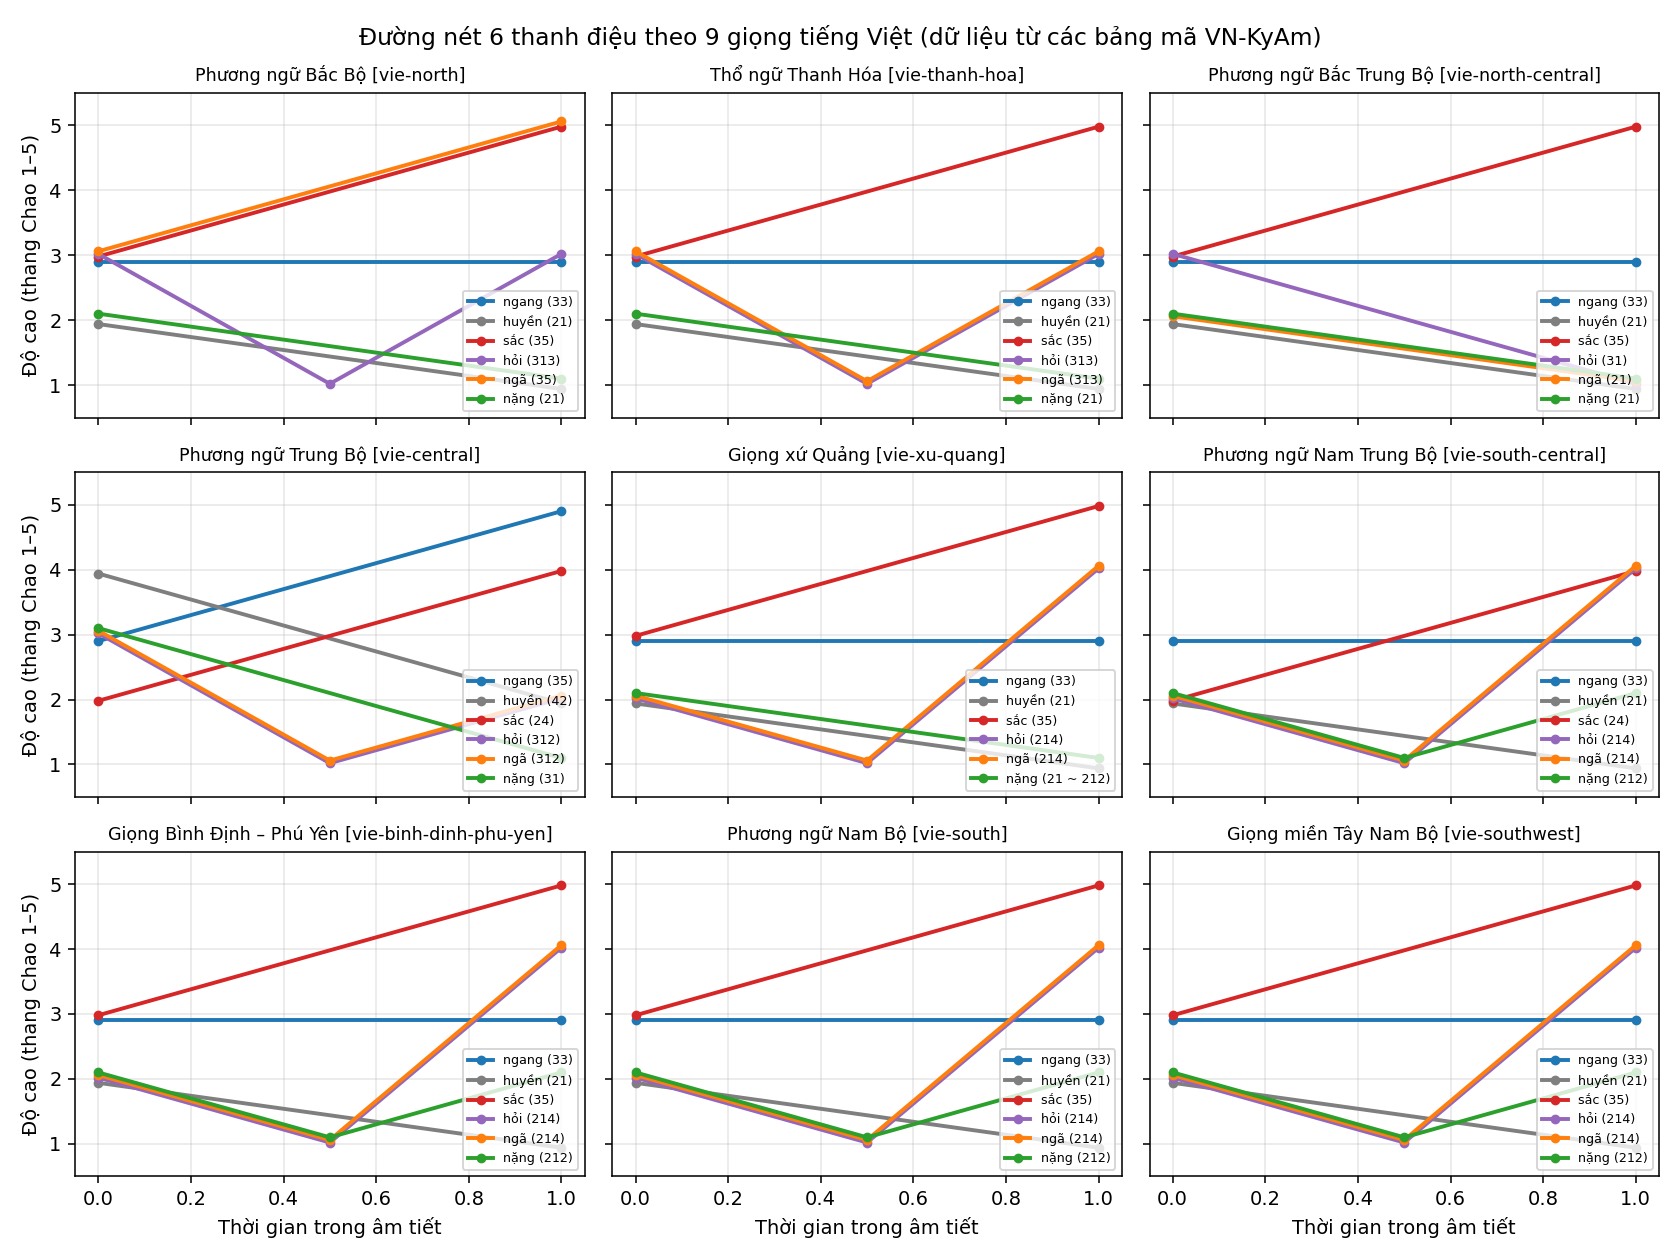 Đường nét 6 thanh điệu theo 9 giọng tiếng Việt (dữ liệu từ các bảng mã VN-KyAm)
Phương ngữ Bắc Bộ [vie-north]
Độ cao (thang Chao 1–5)
5
4
3
2
1
ngang (33)
huyền (21)
sắc (35)
hỏi (313)
ngã (35)
nặng (21)
Thổ ngữ Thanh Hóa [vie-thanh-hoa]
ngang (33)
huyền (21)
sắc (35)
hỏi (313)
ngã (313)
nặng (21)
Phương ngữ Bắc Trung Bộ [vie-north-central]
ngang (33)
huyền (21)
sắc (35)
hỏi (31)
ngã (21)
nặng (21)
Phương ngữ Trung Bộ [vie-central]
Độ cao (thang Chao 1–5)
5
4
3
2
1
ngang (35)
huyền (42)
sắc (24)
hỏi (312)
ngã (312)
nặng (31)
Giọng xứ Quảng [vie-xu-quang]
ngang (33)
huyền (21)
sắc (35)
hỏi (214)
ngã (214)
nặng (21 ~ 212)
Phương ngữ Nam Trung Bộ [vie-south-central]
ngang (33)
huyền (21)
sắc (24)
hỏi (214)
ngã (214)
nặng (212)
Giọng Bình Định – Phú Yên [vie-binh-dinh-phu-yen]
Độ cao (thang Chao 1–5)
5
4
3
2
1
ngang (33)
huyền (21)
sắc (35)
hỏi (214)
ngã (214)
nặng (212)
0.0 0.2 0.4 0.6 0.8 1.0
Thời gian trong âm tiết
Phương ngữ Nam Bộ [vie-south]
ngang (33)
huyền (21)
sắc (35)
hỏi (214)
ngã (214)
nặng (212)
0.0 0.2 0.4 0.6 0.8 1.0
Thời gian trong âm tiết
Giọng miền Tây Nam Bộ [vie-southwest]
ngang (33)
huyền (21)
sắc (35)
hỏi (214)
ngã (214)
nặng (212)
0.0 0.2 0.4 0.6 0.8 1.0
Thời gian trong âm tiết